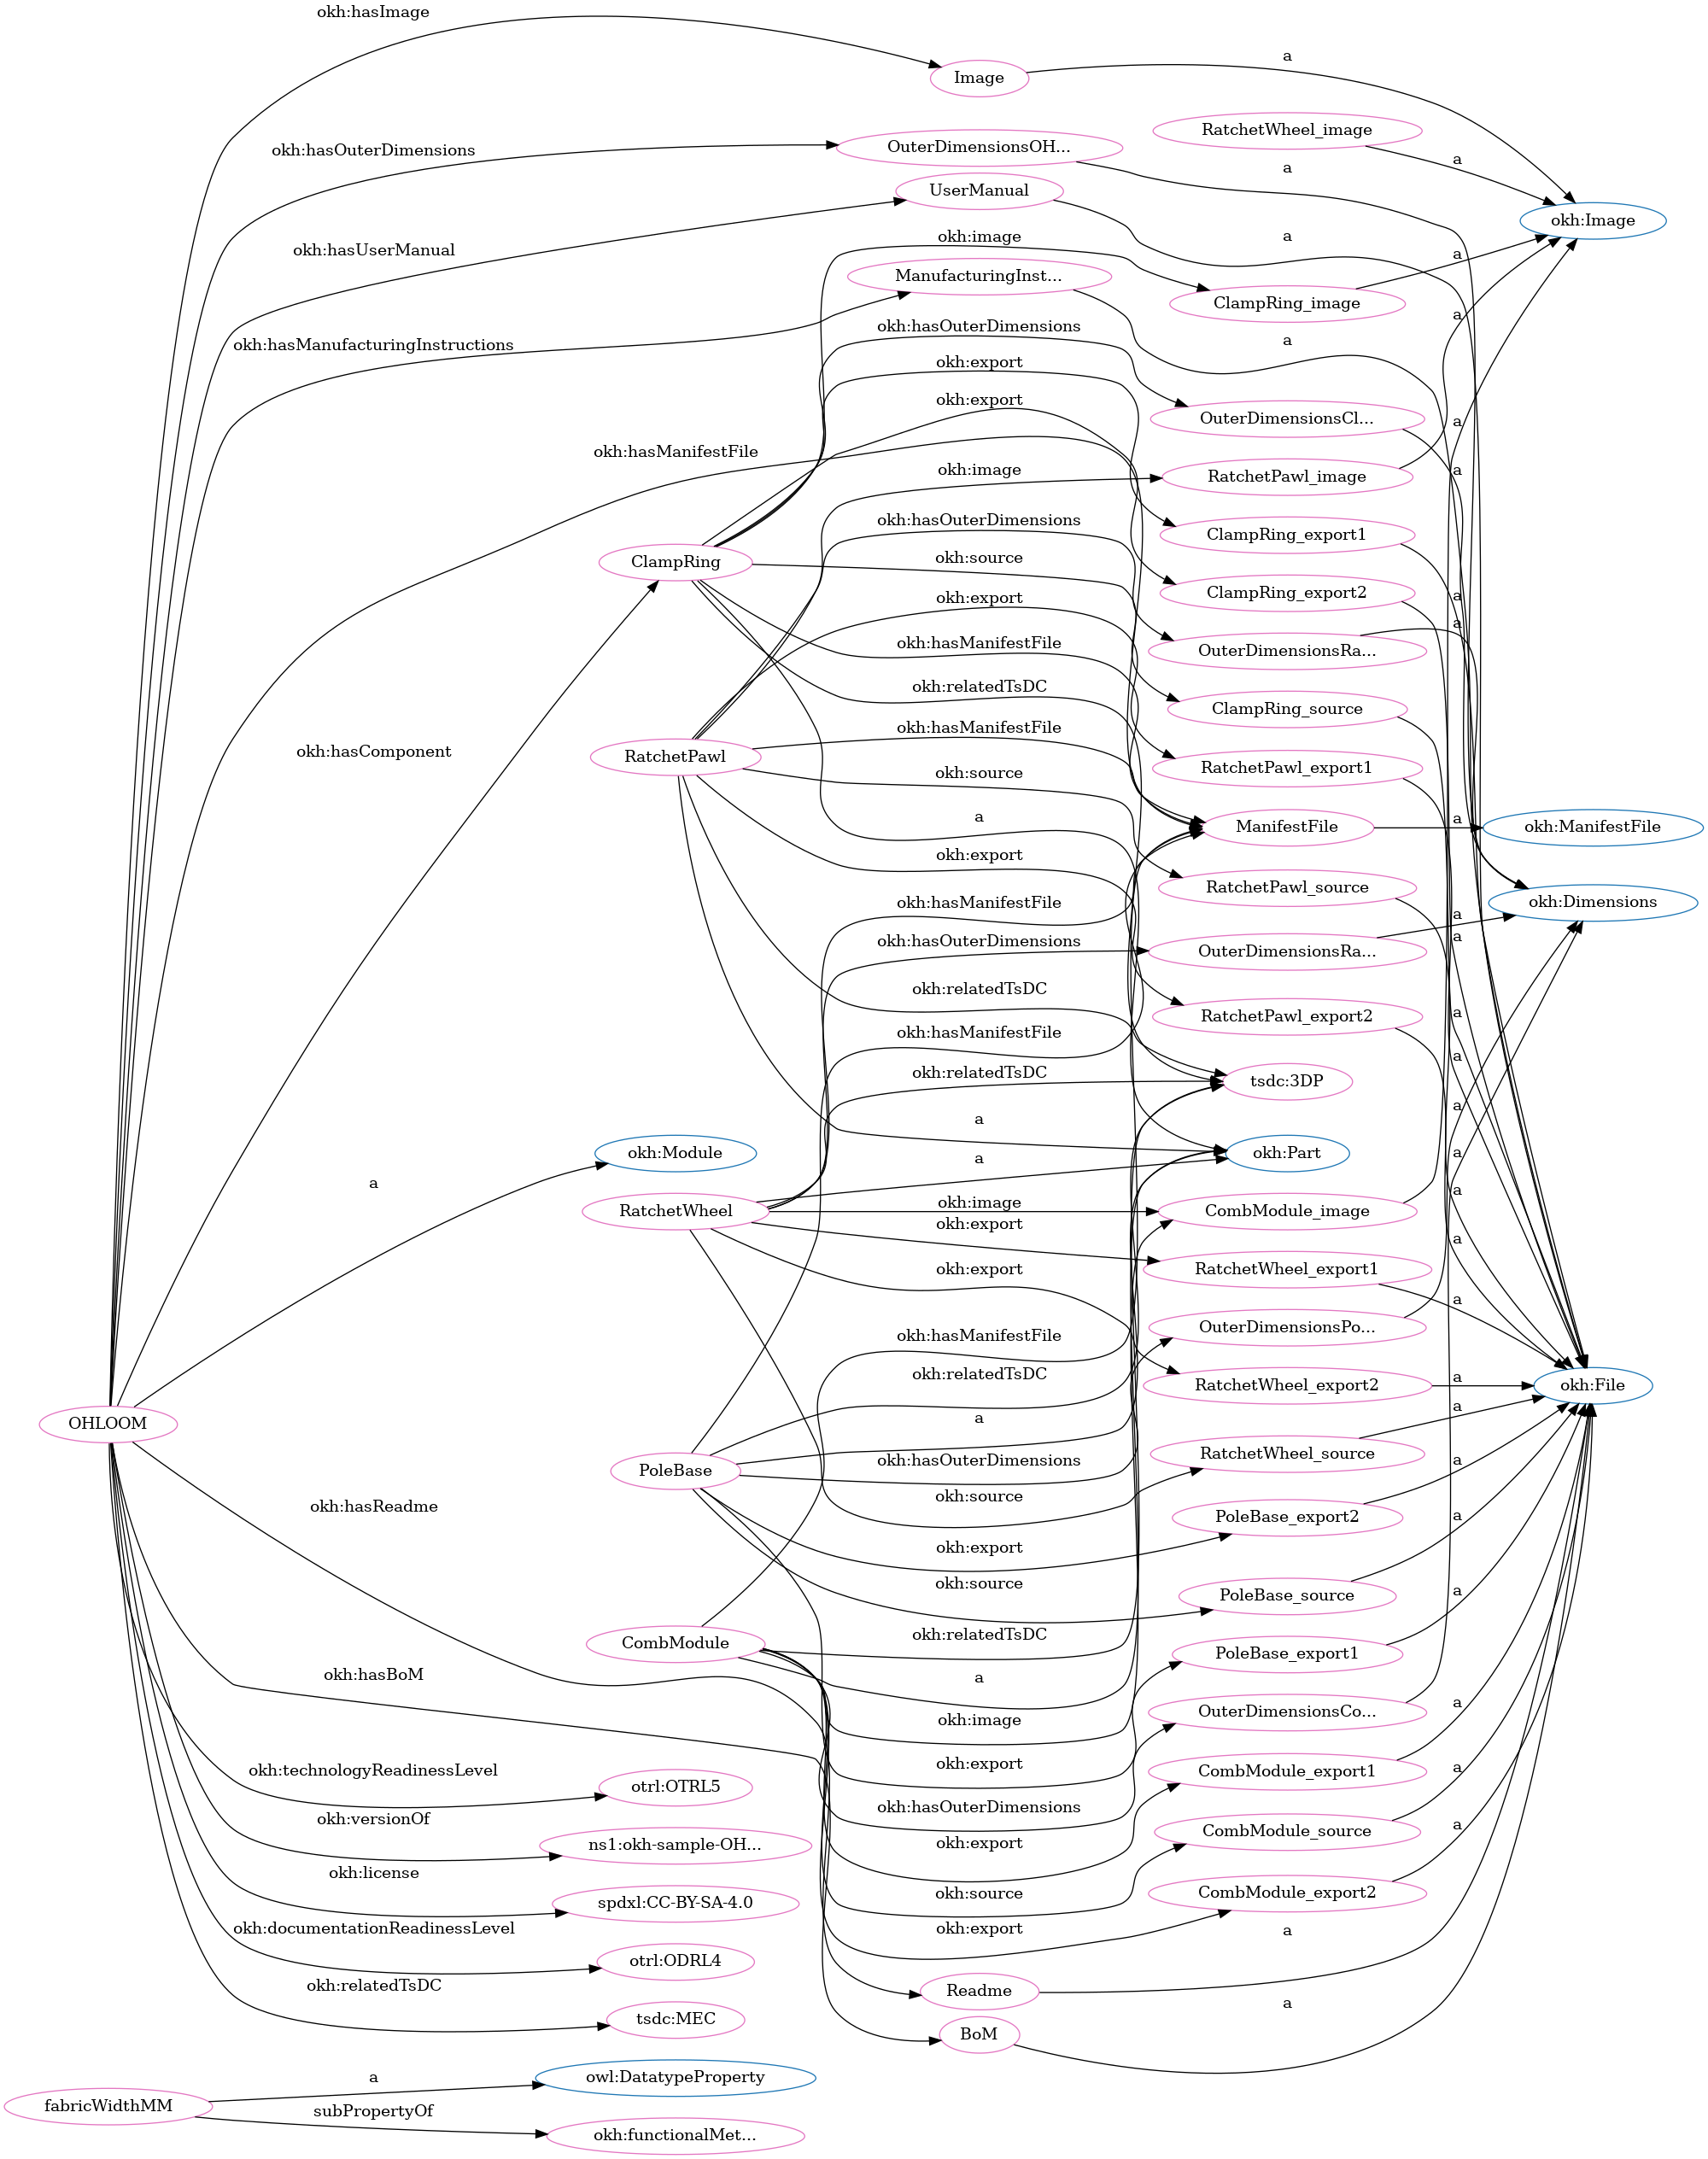 okh:hasImage
Image
a
RatchetWheel_image
a
okh:hasOuterDimensions
OuterDimensionsOH...
a
UserManual
okh:Image
okh:hasUserManual
okh:image
a
a
ManufacturingInst...
ClampRing_image
a
okh:hasManufacturingInstructions
okh:hasOuterDimensions
a
okh:export
okh:export
OuterDimensionsCl...
a
okh:hasManifestFile
okh:image
RatchetPawl_image
a
okh:hasOuterDimensions
ClampRing_export1
okh:source
ClampRing
ClampRing_export2
a
okh:export
a
okh:hasManifestFile
OuterDimensionsRa...
okh:relatedTsDC
ClampRing_source
okh:hasManifestFile
okh:hasComponent
RatchetPawl
okh:source
RatchetPawl_export1
a
a
ManifestFile
okh:ManifestFile
okh:export
RatchetPawl_source
okh:hasManifestFile
okh:Dimensions
a
okh:hasOuterDimensions
a
OuterDimensionsRa...
okh:relatedTsDC
RatchetPawl_export2
a
okh:hasManifestFile
a
okh:relatedTsDC
tsdc:3DP
a
a
okh:Module
a
okh:Part
a
a
a
okh:image
RatchetWheel
CombModule_image
a
okh:export
a
okh:export
RatchetWheel_export1
a
okh:hasManifestFile
OuterDimensionsPo...
okh:relatedTsDC
a
RatchetWheel_export2
okh:File
a
a
OHLOOM
okh:hasOuterDimensions
RatchetWheel_source
a
PoleBase
okh:source
okh:hasReadme
PoleBase_export2
a
okh:export
okh:source
PoleBase_source
a
okh:relatedTsDC
CombModule
PoleBase_export1
okh:hasBoM
a
a
okh:image
OuterDimensionsCo...
okh:export
a
okh:technologyReadinessLevel
otrl:OTRL5
CombModule_export1
okh:hasOuterDimensions
okh:versionOf
a
okh:export
CombModule_source
ns1:okh-sample-OH...
okh:license
okh:source
CombModule_export2
spdxl:CC-BY-SA-4.0
okh:documentationReadinessLevel
okh:export
a
otrl:ODRL4
okh:relatedTsDC
Readme
a
tsdc:MEC
BoM
a
owl:DatatypeProperty
fabricWidthMM
subPropertyOf
okh:functionalMet...